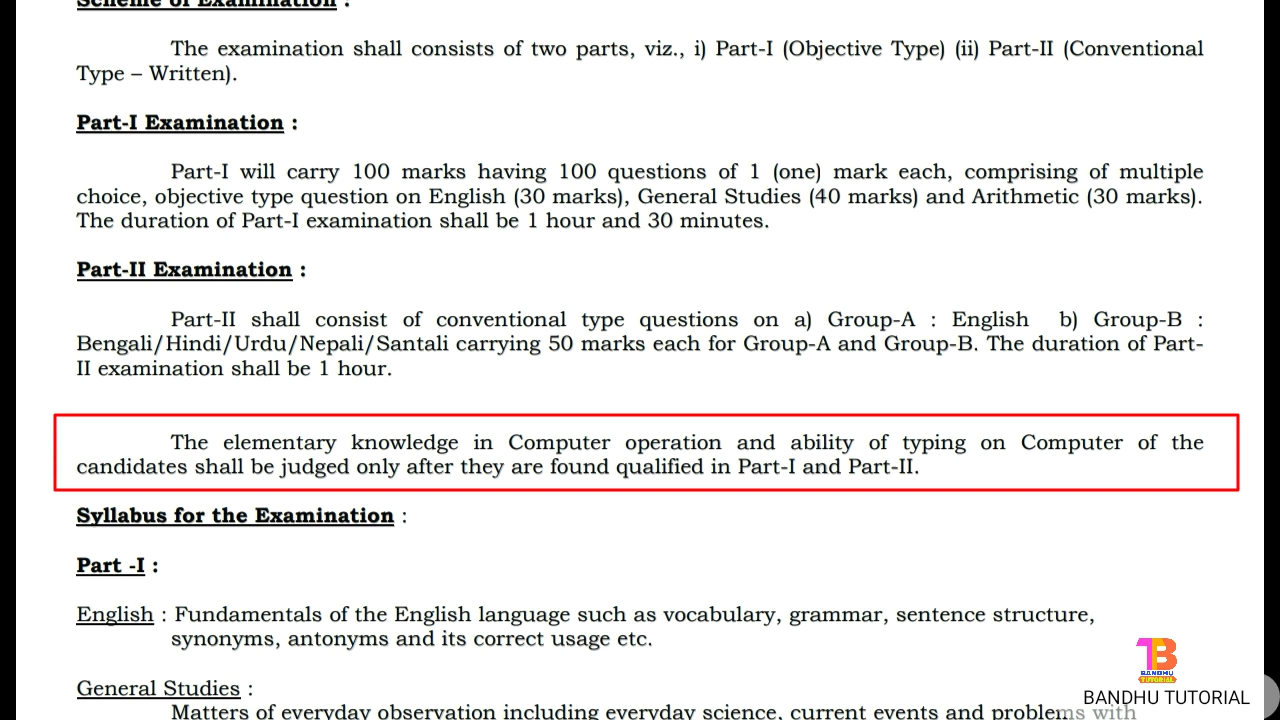 Scheme of Examination :
The examination shall consists of two parts, viz., i) Part-I (Objective Type) (ii) Part-II (Conventional
Type – Written).
Part-I Examination :
Part-I will carry 100 marks having 100 questions of 1 (one) mark each, comprising of multiple
choice, objective type question on English (30 marks), General Studies (40 marks) and Arithmetic (30 marks).
The duration of Part-I examination shall be 1 hour and 30 minutes.
Part-II Examination :
Part-II shall consist of conventional type questions on a) Group-A : English b) Group-B :
Bengali/Hindi/Urdu/Nepali/Santali carrying 50 marks each for Group-A and Group-B. The duration of Part-
II examination shall be 1 hour.
The elementary knowledge in Computer operation and ability of typing on Computer of the
candidates shall be judged only after they are found qualified in Part-I and Part-II.
Syllabus for the Examination :
Part -I :
English : Fundamentals of the English language such as vocabulary, grammar, sentence structure,
synonyms, antonyms and its correct usage etc.
General Studies :
Matters of everyday observation including everyday science, current events and problems with
TB
BANDHU
TUTORIAL
BANDHU TUTORIAL